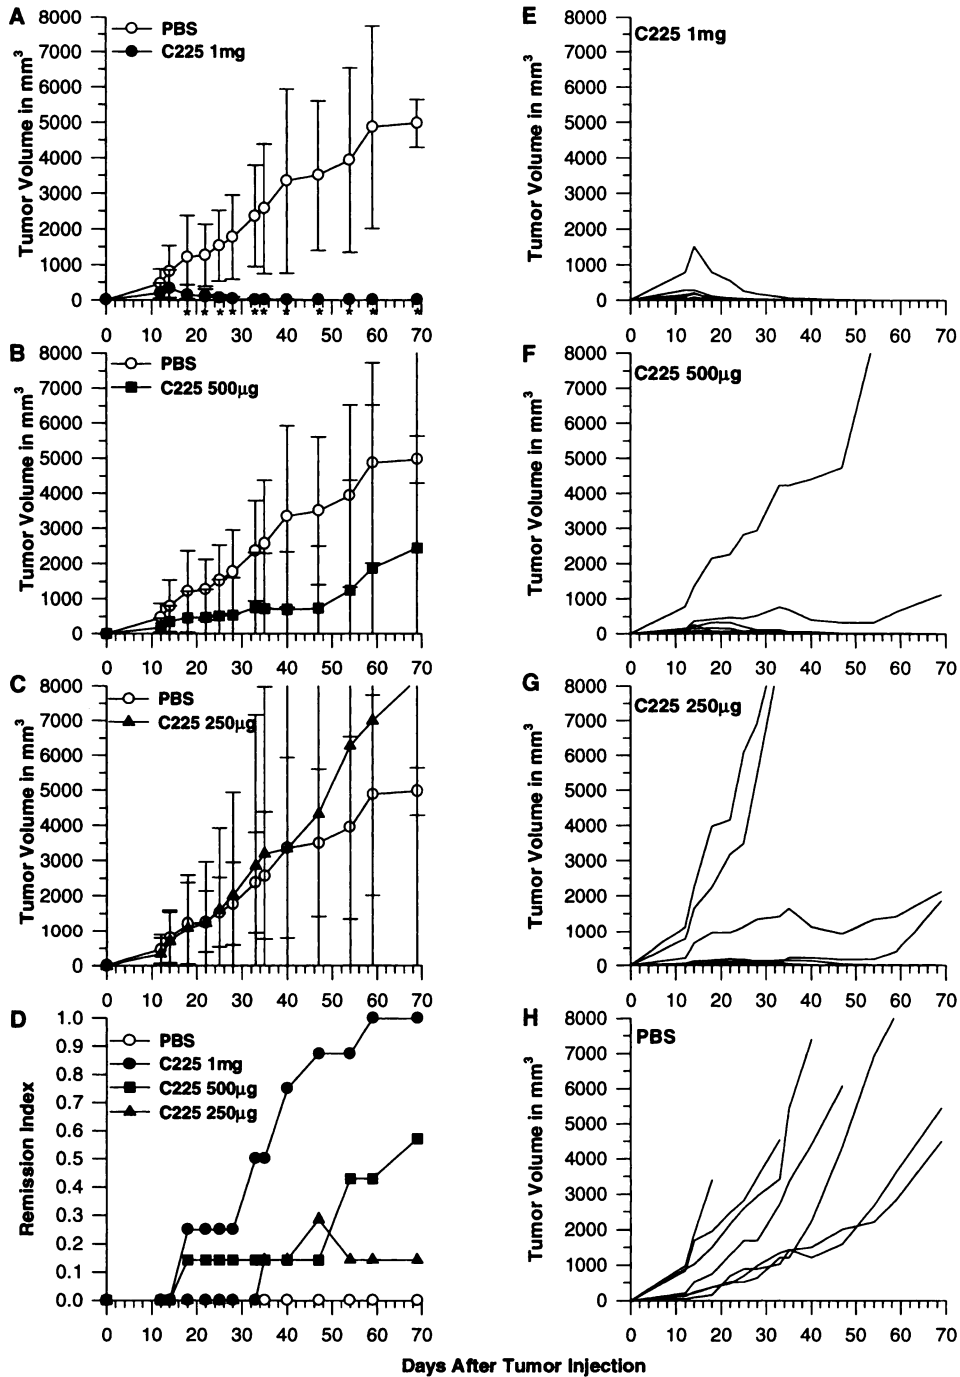 A
Tumor Volume in mm3
8000
7000
6000
5000
4000
3000
2000
1000
0
PBS
C225 1mg
* * * * * * * * * * *
0 10 20 30 40 50 60 70
B
Tumor Volume in mm3
8000
7000
6000
5000
4000
3000
2000
1000
0
PBS
C225 500μg
0 10 20 30 40 50 60 70
C
Tumor Volume in mm3
8000
7000
6000
5000
4000
3000
2000
1000
0
PBS
C225 250μg
0 10 20 30 40 50 60 70
D
Remission Index
1.0
0.9
0.8
0.7
0.6
0.5
0.4
0.3
0.2
0.1
0.0
PBS
C225 1mg
C225 500μg
C225 250μg
0 10 20 30 40 50 60 70
E
Tumor Volume in mm3
8000
7000
6000
5000
4000
3000
2000
1000
0
C225 1mg
0 10 20 30 40 50 60 70
F
Tumor Volume in mm3
8000
7000
6000
5000
4000
3000
2000
1000
0
C225 500μg
0 10 20 30 40 50 60 70
G
Tumor Volume in mm3
8000
7000
6000
5000
4000
3000
2000
1000
0
C225 250μg
0 10 20 30 40 50 60 70
H
Tumor Volume in mm3
8000
7000
6000
5000
4000
3000
2000
1000
0
PBS
0 10 20 30 40 50 60 70
Days After Tumor Injection